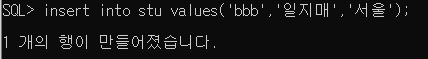 SQL> insert into stu values('bbb','일지매','서울');
1 개의 행이 만들어졌습니다.